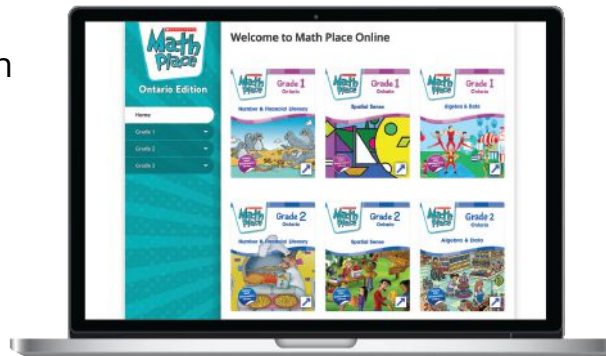 n
SCHOLASTIC
Math
Place
Ontario Edition
Home
Grade 1
Grade 2
Grade 3
Welcome to Math Place Online
Math Place
Grade 1
Ontario
Number & Financial Literacy
Math Place
Grade 1
Ontario
Spatial Sense
Math Place
Grade 1
Ontario
Algebra & Data
Math Place
Grade 2
Ontario
Number & Financial Literacy
Math Place
Grade 2
Ontario
Spatial Sense
Math Place
Grade 2
Ontario
Algebra & Data